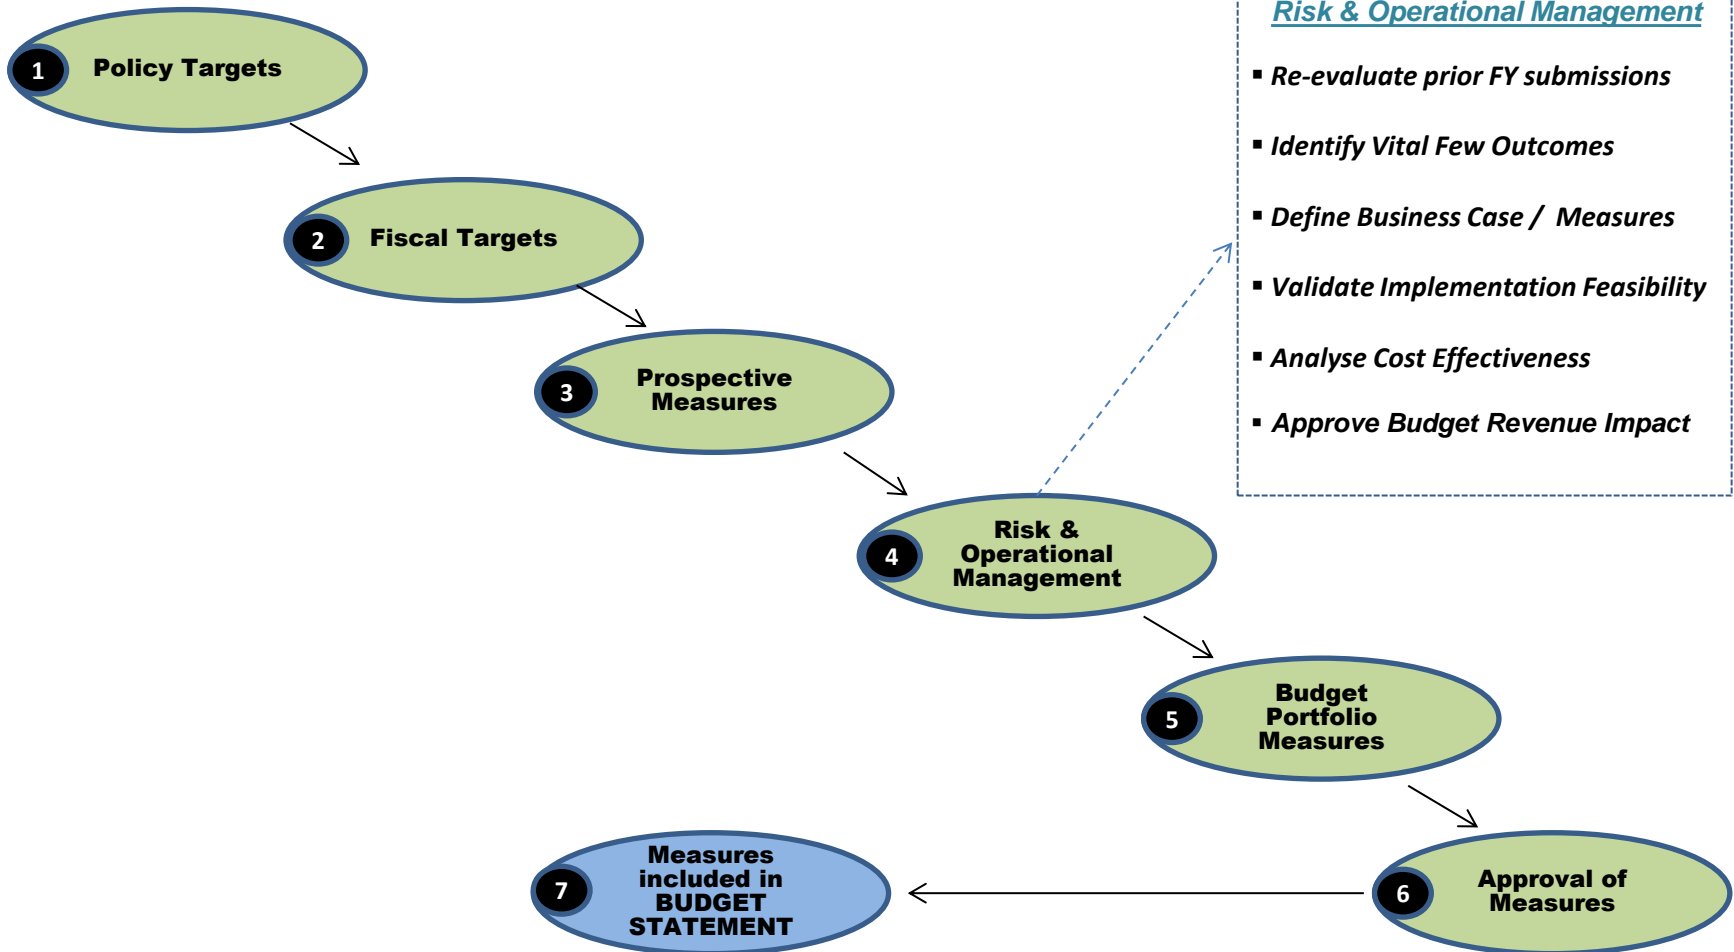 Risk & Operational Management
▪ Re-evaluate prior FY submissions
▪ Identify Vital Few Outcomes
▪ Define Business Case / Measures
▪ Validate Implementation Feasibility
▪ Analyse Cost Effectiveness
▪ Approve Budget Revenue Impact
1
Policy Targets
2
Fiscal Targets
3
Prospective
Measures
4
Risk &
Operational
Management
5
Budget
Portfolio
Measures
6
Approval of
Measures
7
Measures
included in
BUDGET
STATEMENT